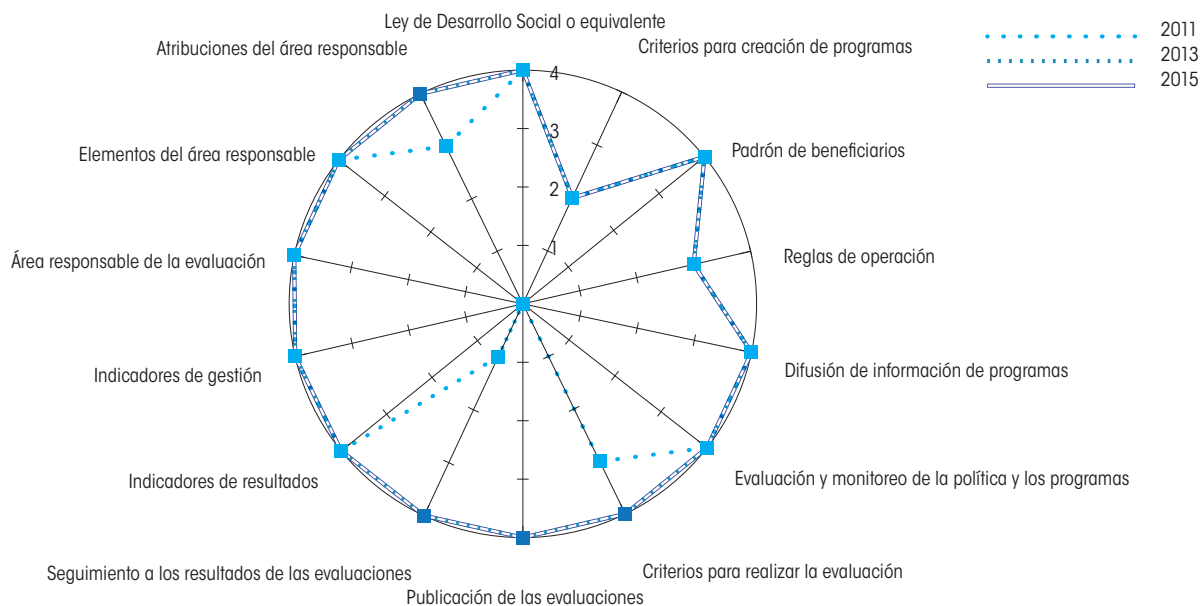 Ley de Desarrollo Social o equivalente
2011
Atribuciones del área responsable
Criterios para creación de programas
2013
2015
4
3
Elementos del área responsable
Padrón de beneficiarios
2
1
Área responsable de la evaluación
Reglas de operación
Indicadores de gestión
Difusión de información de programas
Indicadores de resultados
Evaluación y monitoreo de la política y los programas
Seguimiento a los resultados de las evaluaciones
Criterios para realizar la evaluación
Publicación de las evaluaciones